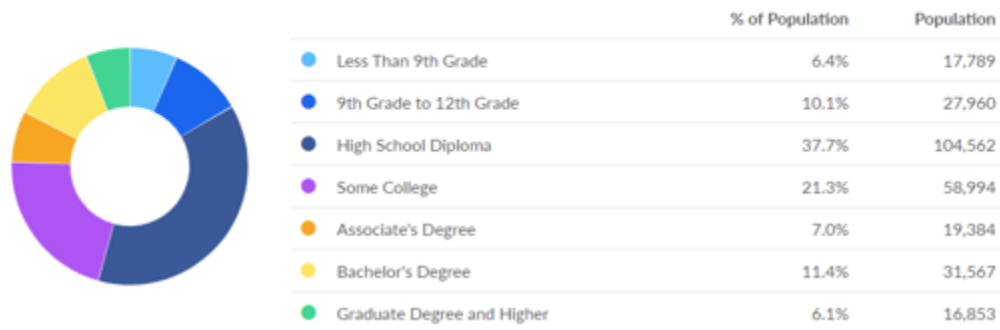 % of Population Population
Less Than 9th Grade 6.4% 17,789
9th Grade to 12th Grade 10.1% 27,960
High School Diploma 37.7% 104,562
Some College 21.3% 58,994
Associate's Degree 7.0% 19,384
Bachelor's Degree 11.4% 31,567
Graduate Degree and Higher 6.1% 16,853